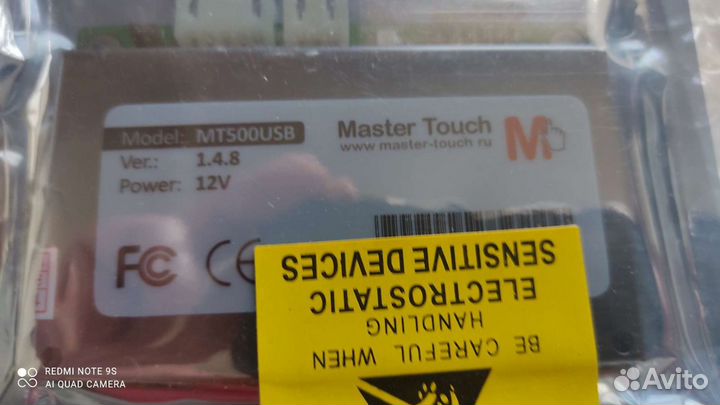 Model: MT500USB
Ver.: 1.4.8
Power: 12V
Master Touch
www.master-touch.ru
M
FC CE
SENSITIVE DEVICES
ELECTROSTATIC
HANDLING
BE CAREFUL WHEN
REDMI NOTE 9S
AI QUAD CAMERA
Avito